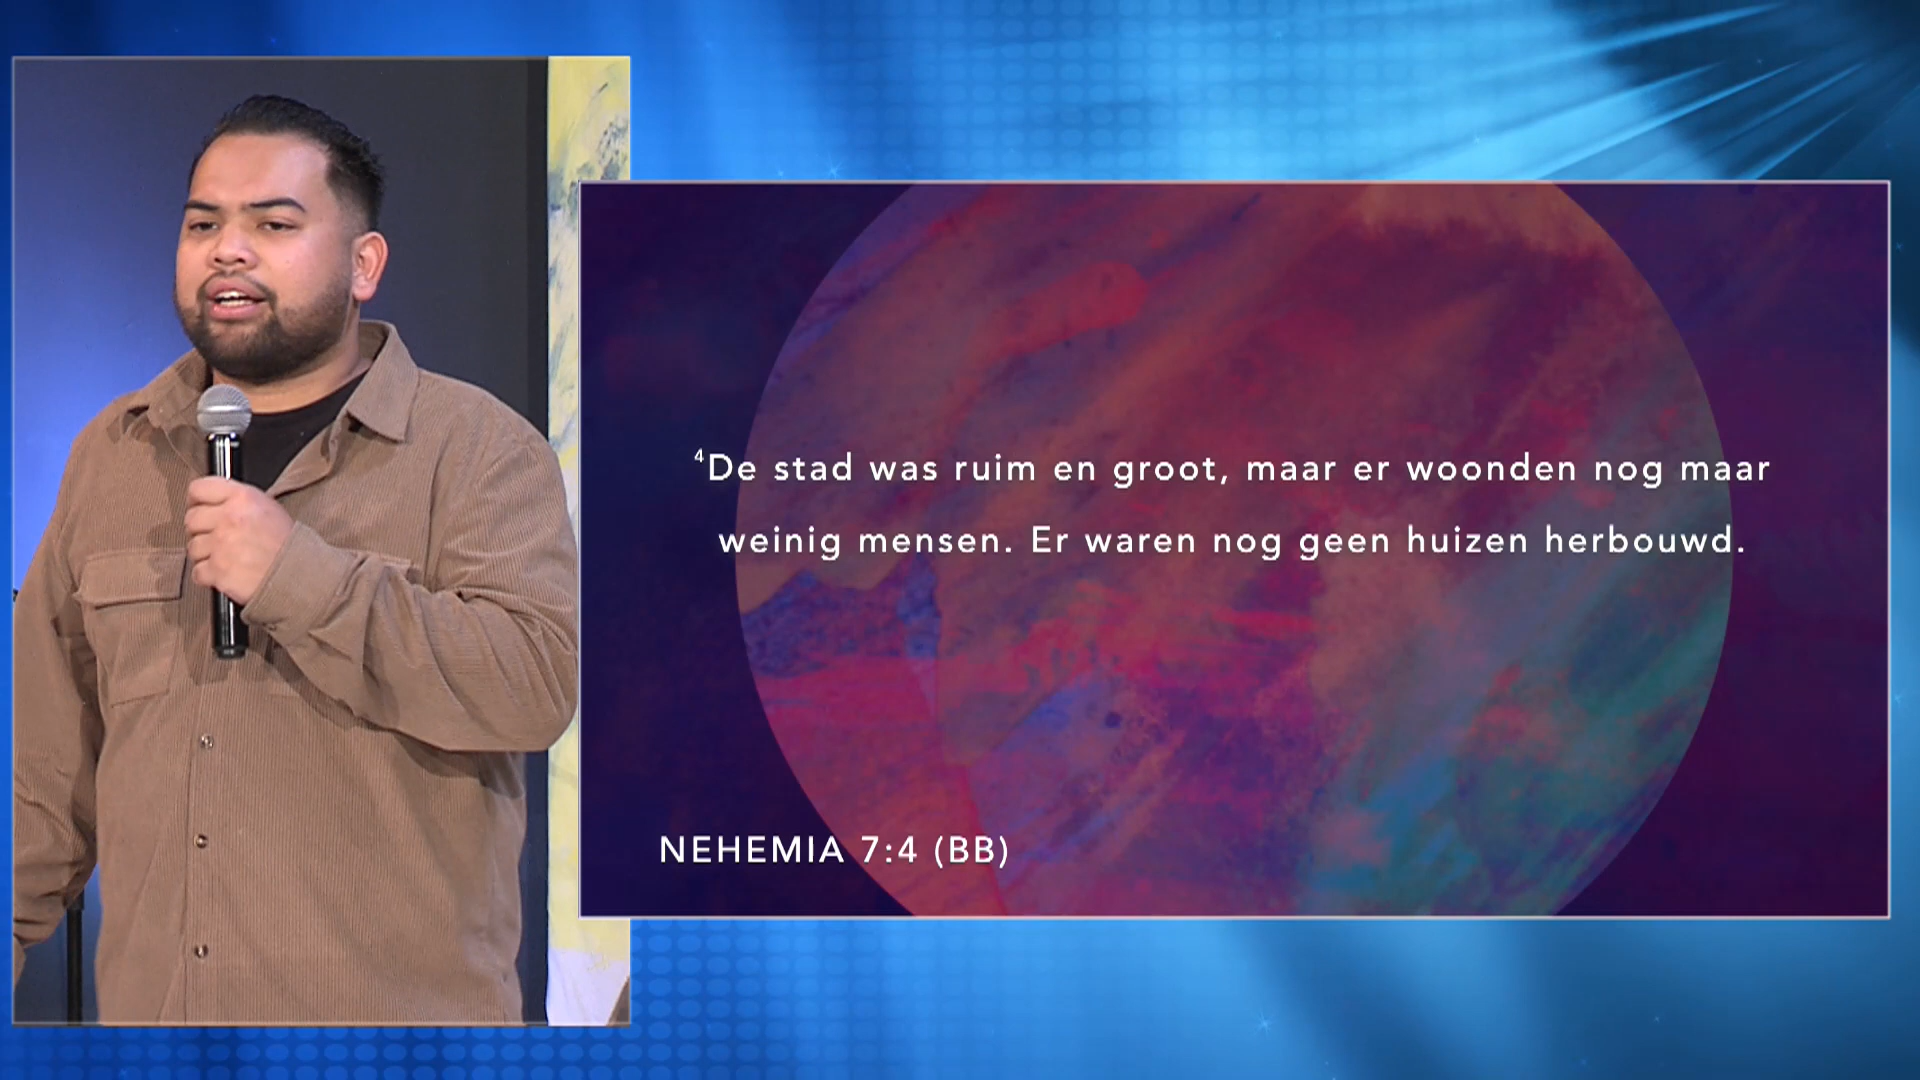 ⁴De stad was ruim en groot, maar er woonden nog maar
weinig mensen. Er waren nog geen huizen herbouwd.
NEHEMIA 7:4 (BB)